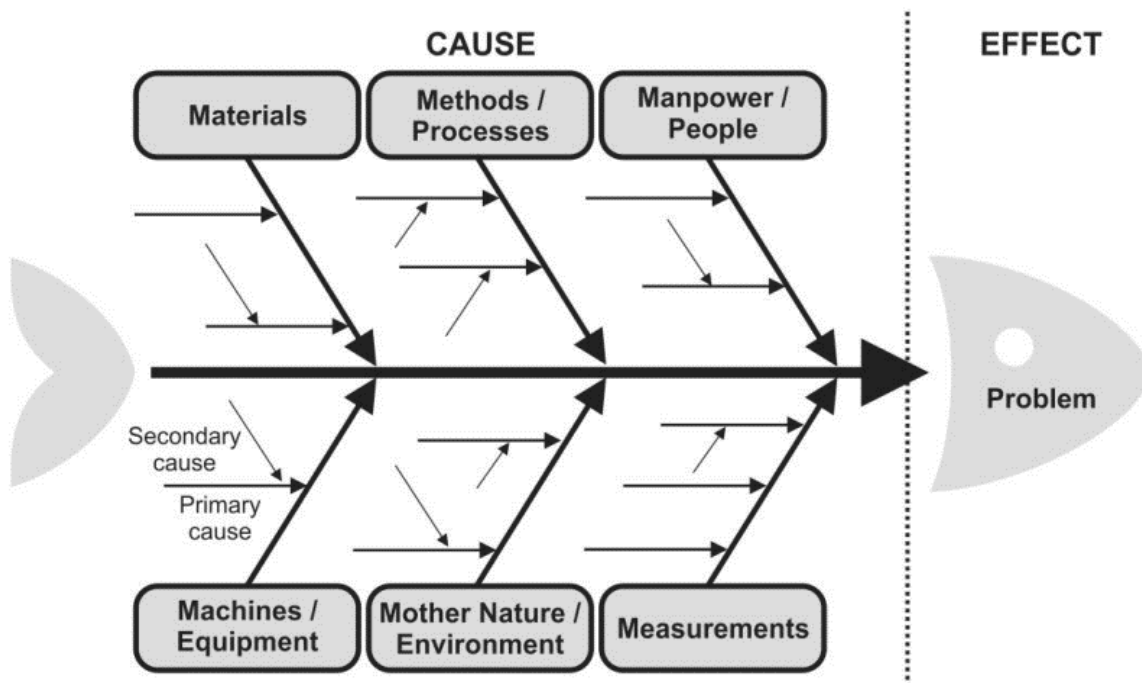 CAUSE
EFFECT
Materials
Methods /
Processes
Manpower /
People
Problem
Secondary
cause
Primary
cause
Machines /
Equipment
Mother Nature /
Environment
Measurements